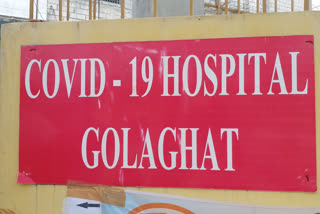 COVID - 19 HOSPITAL
GOLAGHAT